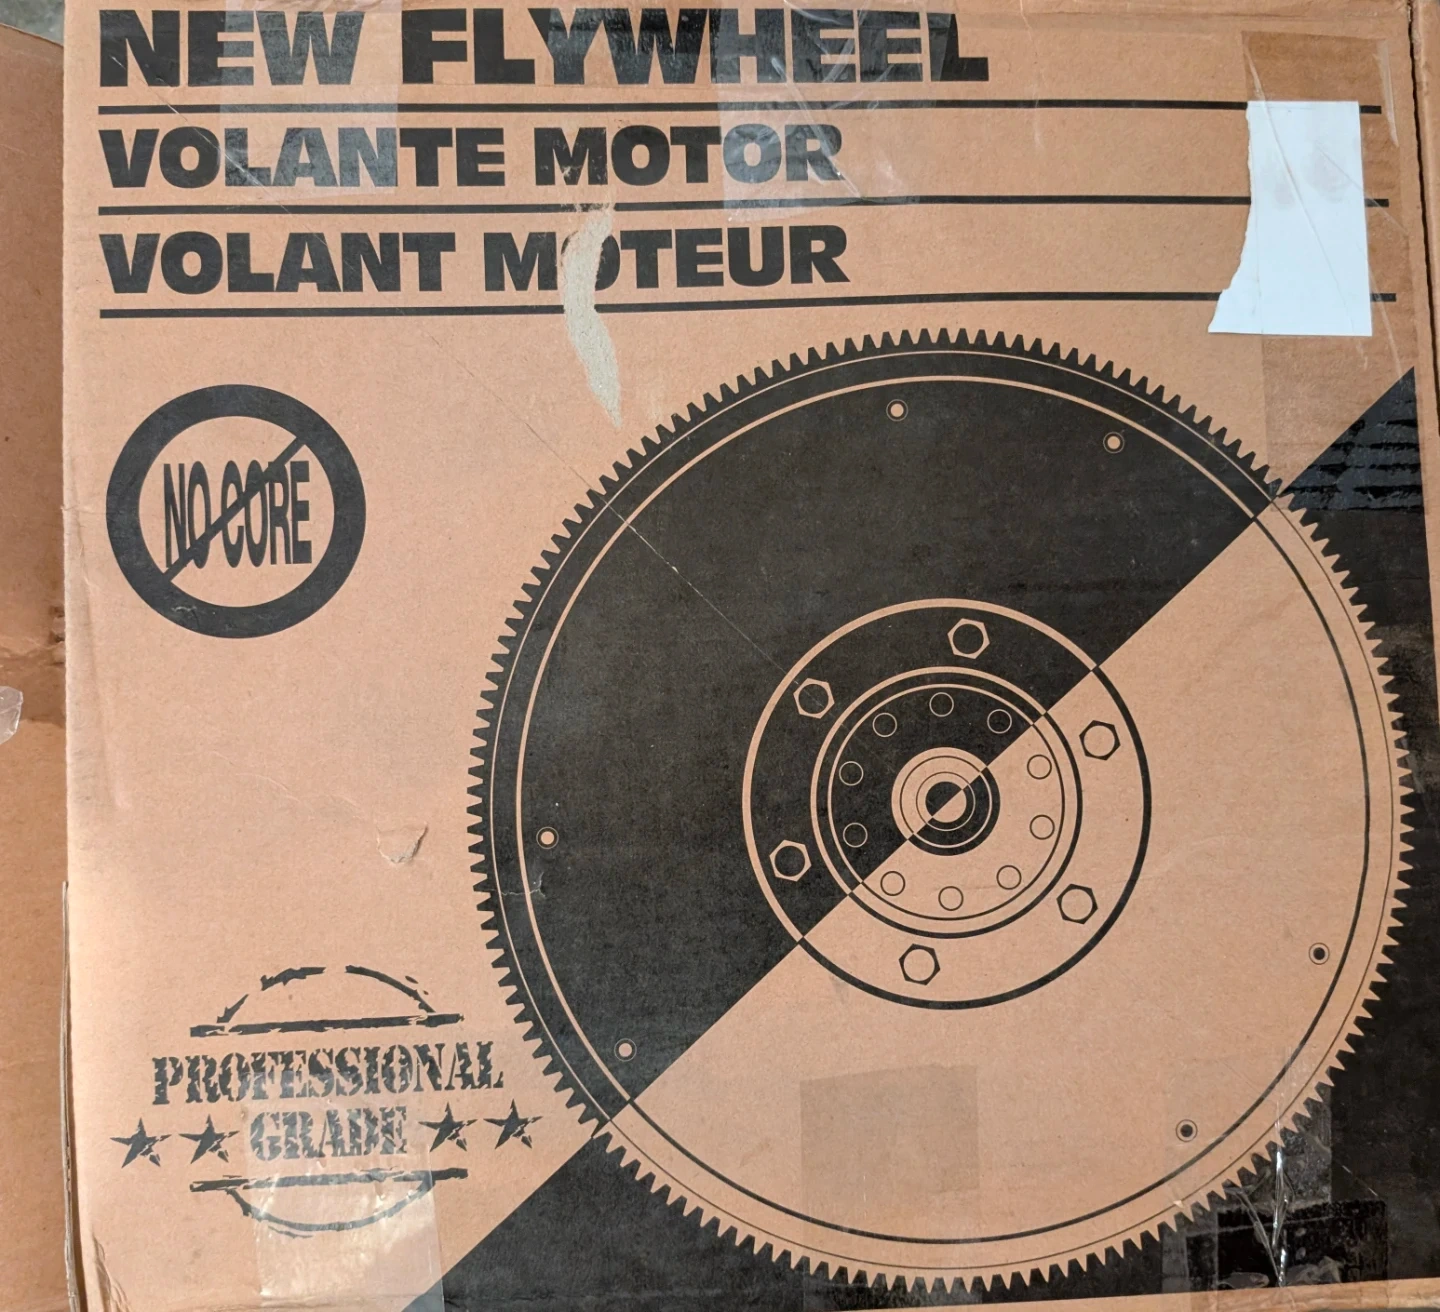 NEW FLYWHEEL
VOLANTE MOTOR
VOLANT MOTEUR
NO CORE
PROFESSIONAL
GRADE